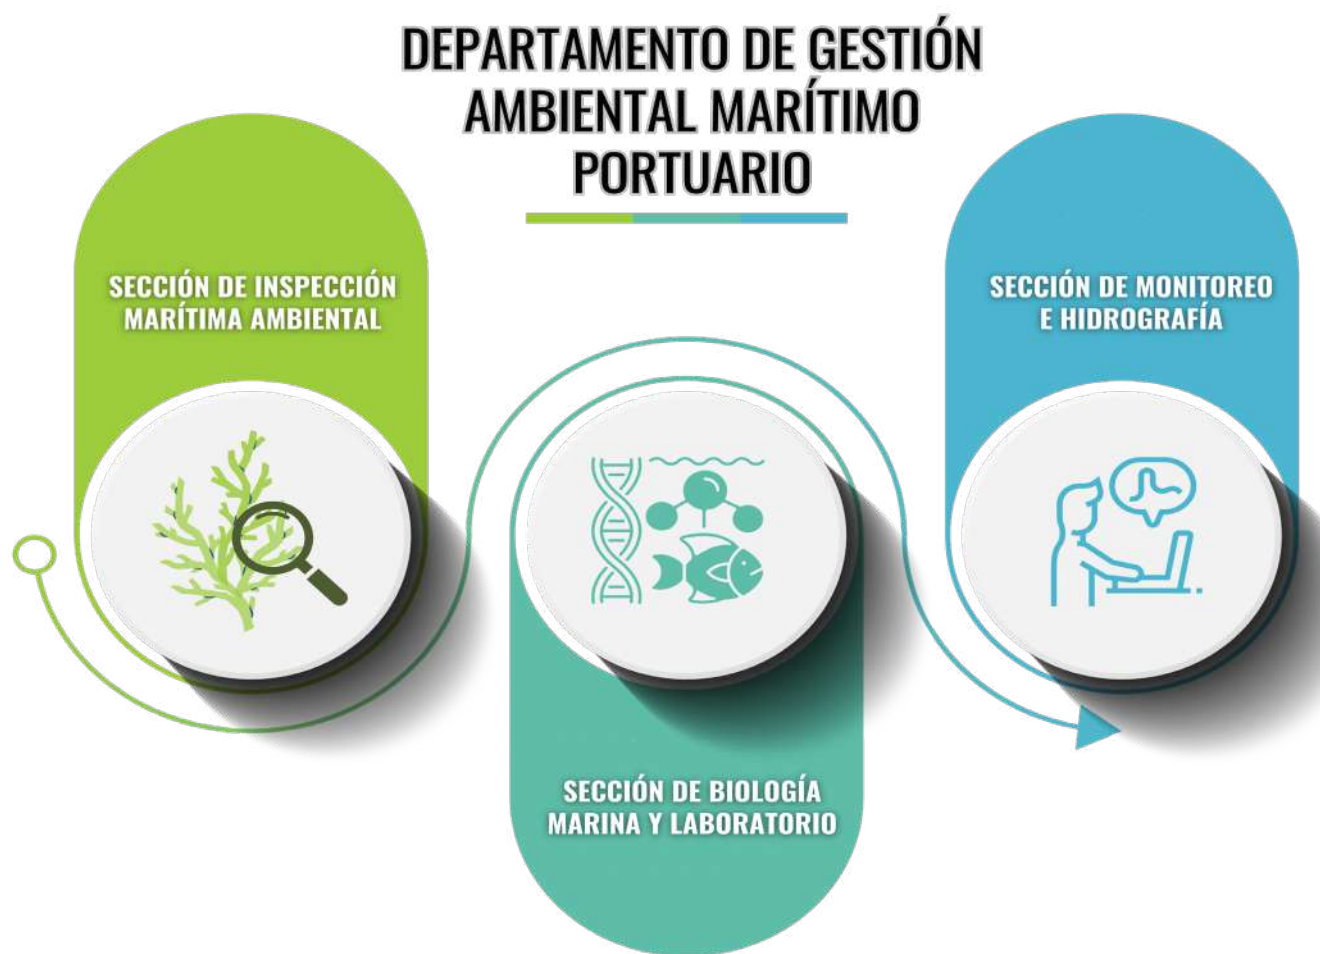 DEPARTAMENTO DE GESTIÓN
AMBIENTAL MARÍTIMO
PORTUARIO
SECCIÓN DE INSPECCIÓN
MARÍTIMA AMBIENTAL
SECCIÓN DE BIOLOGÍA
MARINA Y LABORATORIO
SECCIÓN DE MONITOREO
E HIDROGRAFÍA